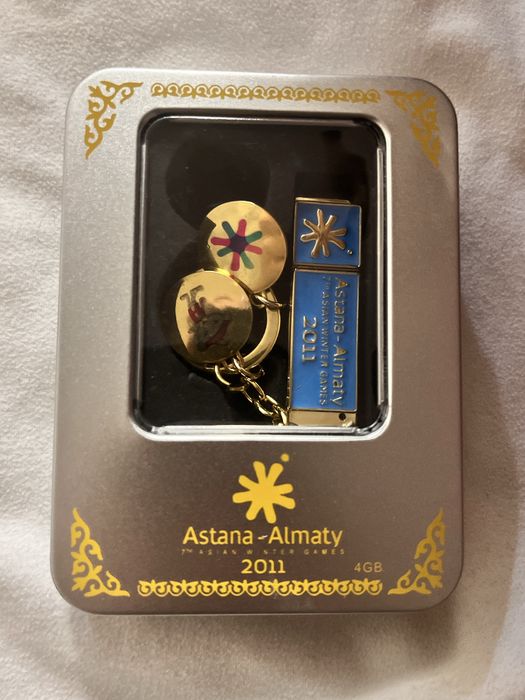 Astana-Almaty
7TH ASIAN WINTER GAMES
2011
Astana-Almaty
7TH ASIAN WINTER GAMES
2011
4GB